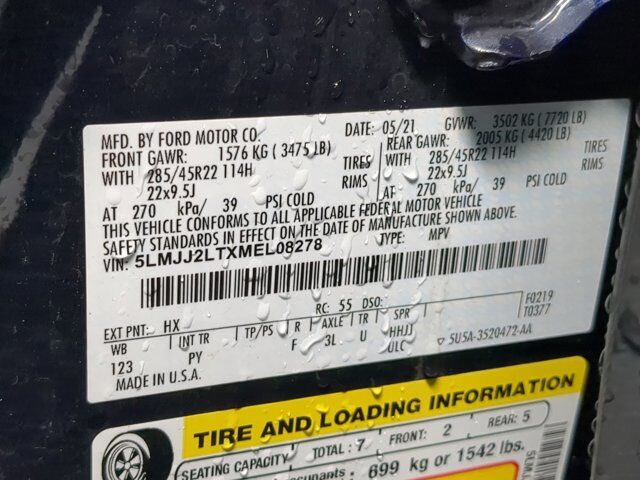 MFD. BY FORD MOTOR CO. DATE: 05/21 GVWR: 3502 KG ( 7720 LB)
FRONT GAWR: 1576 KG ( 3475 LB) REAR GAWR: 2005 KG ( 4420 LB)
WITH 285/45R22 114H TIRES WITH 285/45R22 114H TIRES
22x9.5J RIMS 22x9.5J RIMS
AT 270 kPa/ 39 PSI COLD AF 270 kPa/ 39 PSI COLD
THIS VEHICLE CONFORMS TO ALL APPLICABLE FEDERAL MOTOR VEHICLE
SAFETY STANDARDS IN EFFECT ON THE DATE OF MANUFACTURE SHOWN ABOVE.
VIN: 5LMJJ2LTXMEL08278 TYPE: MPV
F0219
T0377
EXT PNT: HX RC: 55 DSO:
WB INT TR TP/PS R AXLE TR SPR
123 PY F 3L U HHJJ
ULC ▽ 5U5A-3520472-AA
MADE IN U.S.A.
TIRE AND LOADING INFORMATION
SEATING CAPACITY TOTAL: 7 FRONT: 2 REAR: 5
699 kg or 1542 lbs.